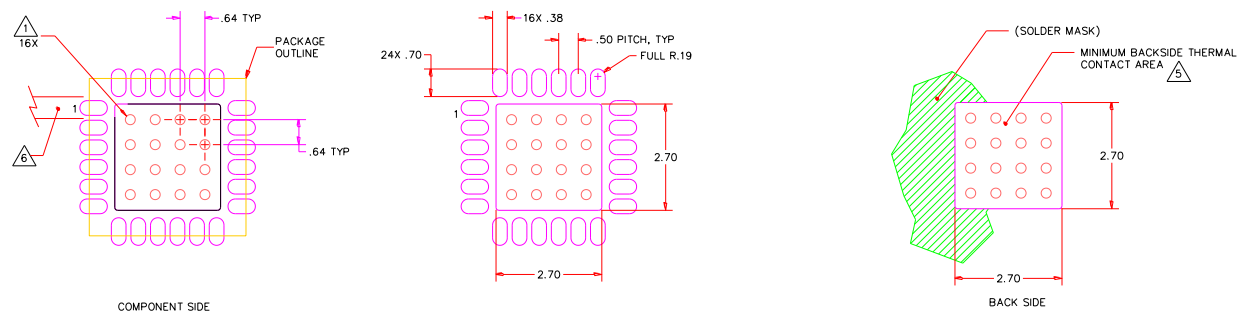 .64 TYP
1
16X
PACKAGE
OUTLINE
1
6
.64 TYP
COMPONENT SIDE
16X .38
.50 PITCH, TYP
24X .70
FULL R.19
1
2.70
2.70
(SOLDER MASK)
MINIMUM BACKSIDE THERMAL
CONTACT AREA 5
2.70
2.70
BACK SIDE